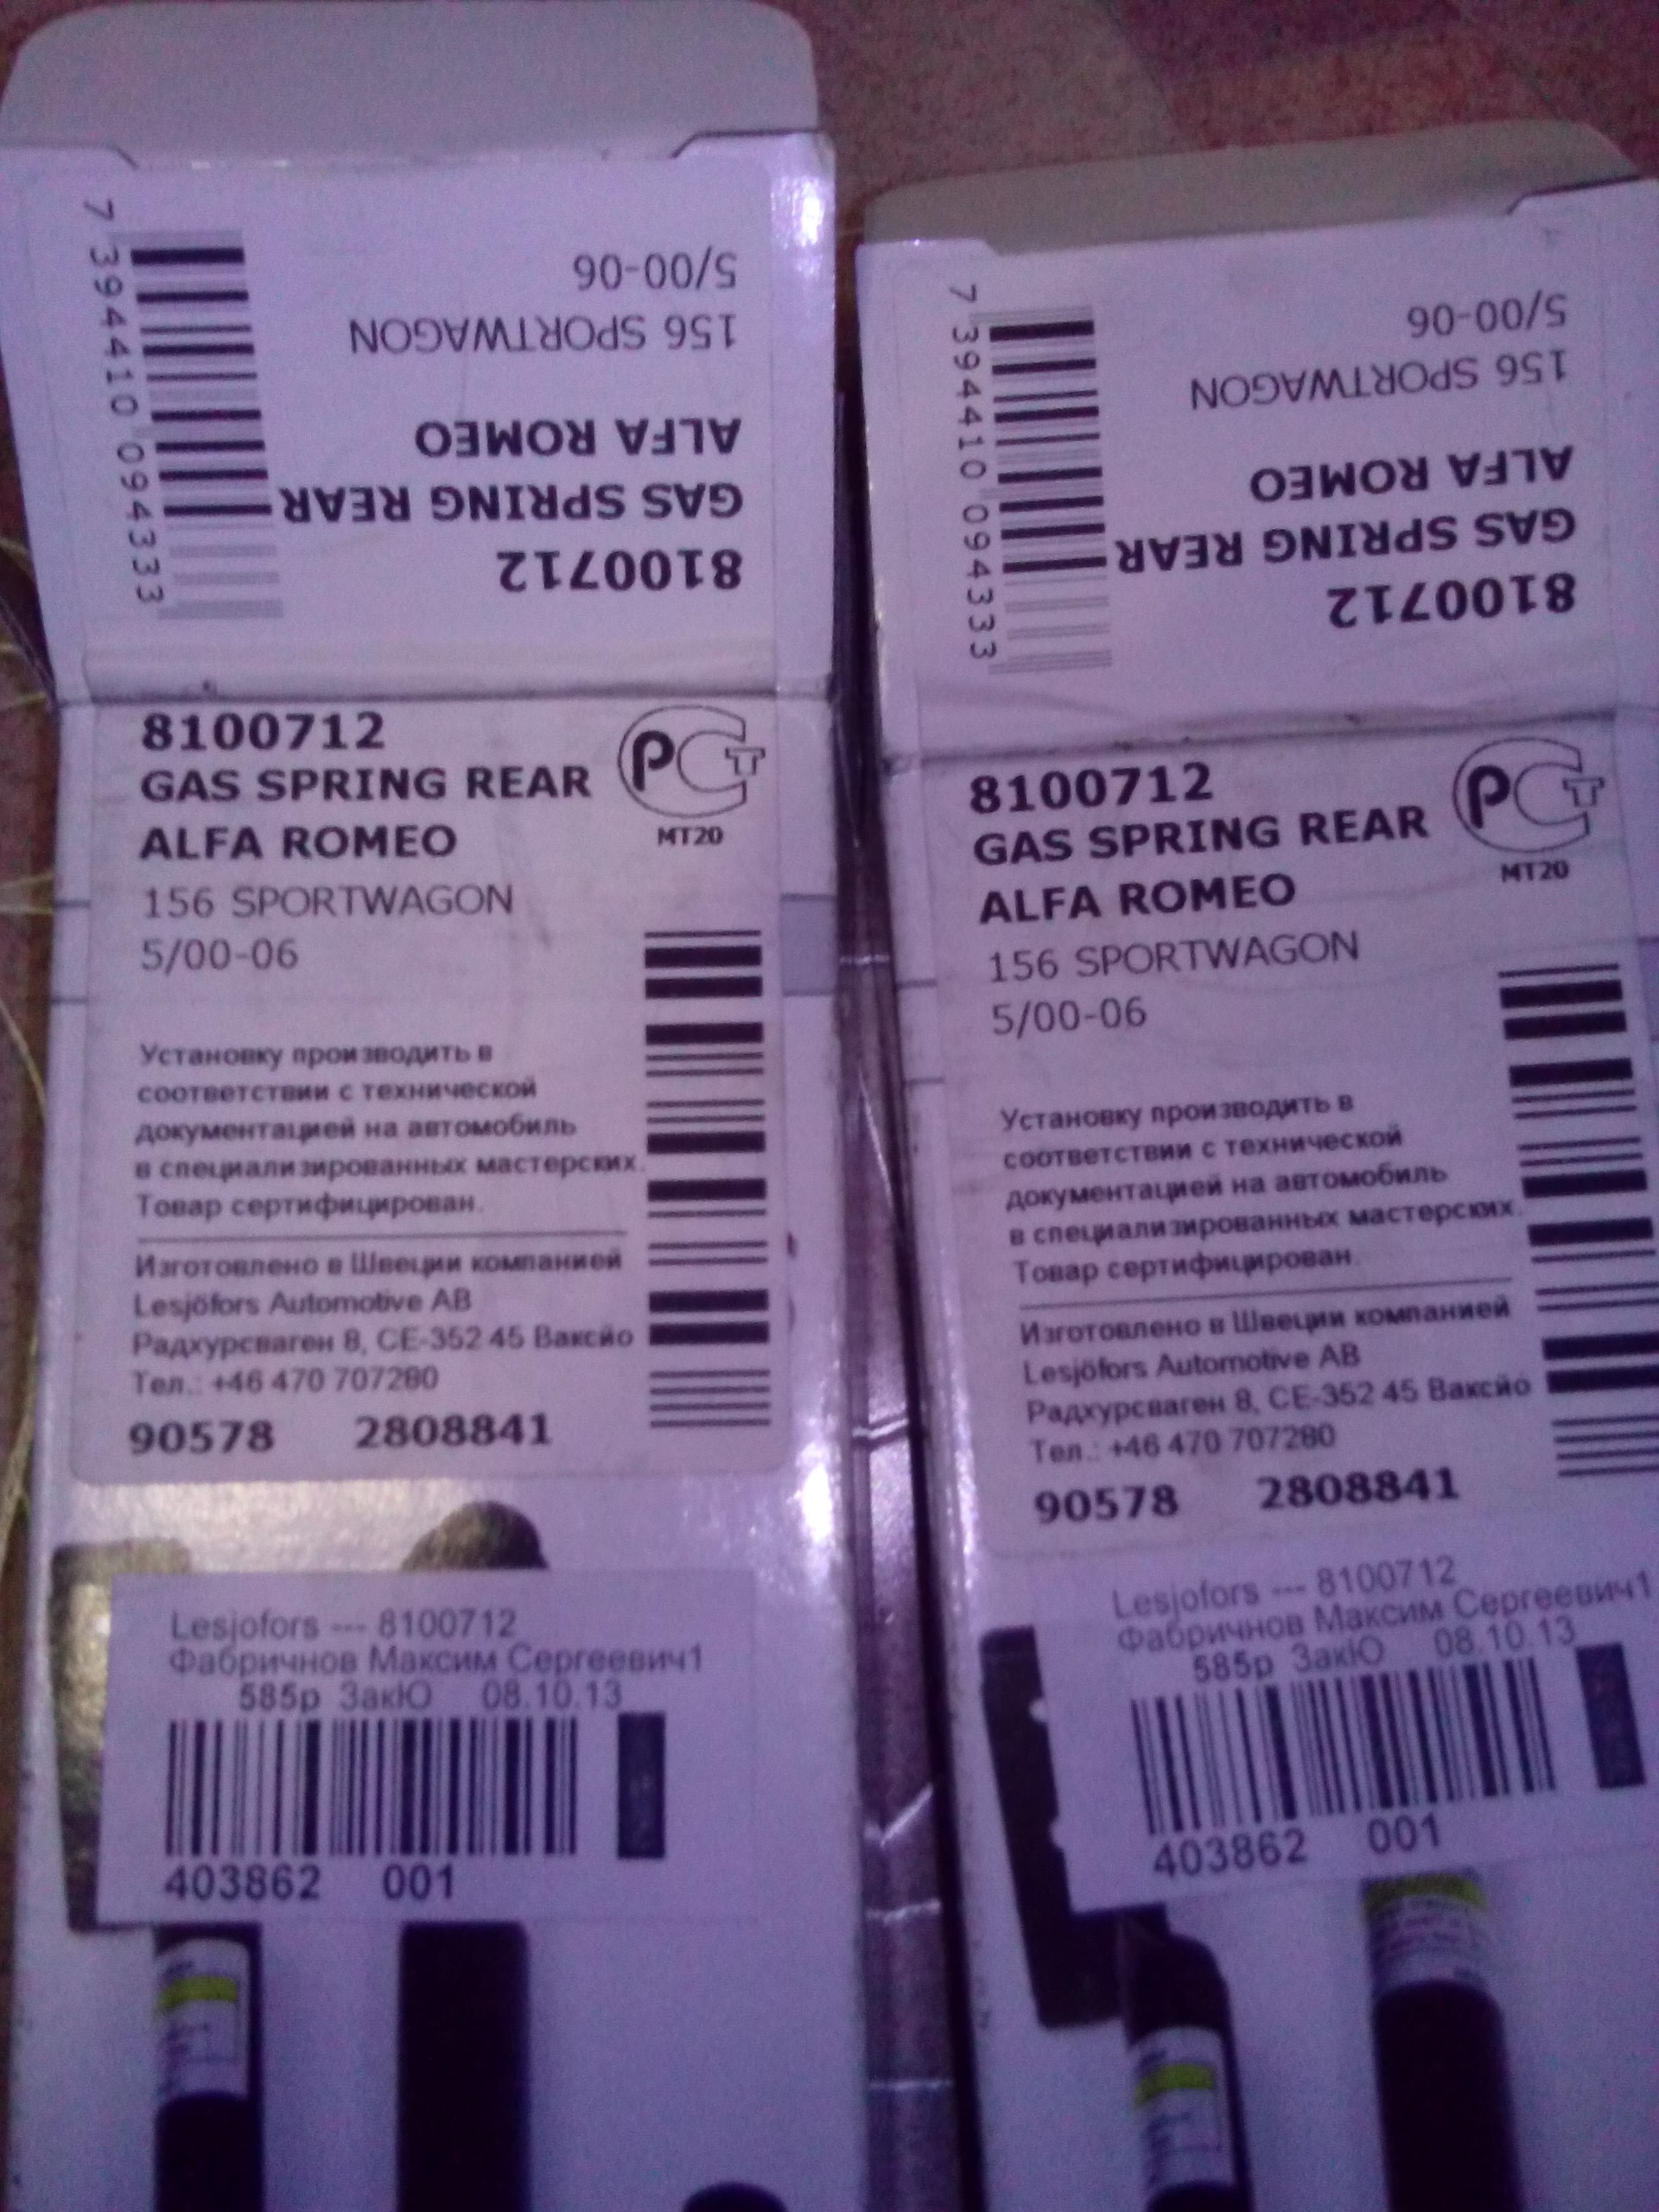 5/00-06
156 SPORTWAGON
ALFA ROMEO
GAS SPRING REAR
8100712
7 394410 094333
8100712
GAS SPRING REAR
ALFA ROMEO
156 SPORTWAGON
5/00-06
РСТ
МТ20
Установку производить в
соответствии с технической
документацией на автомобиль
в специализированных мастерских.
Товар сертифицирован.
Изготовлено в Швеции компанией
Lesjöfors Automotive AB
Радхурсваген 8, СЕ-352 45 Ваксйо
Тел.: +46 470 707280
90578 2808841
Lesjofors --- 8100712
Фабричнов Максим Сергеевич1
585р ЗакЮ 08.10.13
403862 001
5/00-06
156 SPORTWAGON
ALFA ROMEO
GAS SPRING REAR
8100712
7 394410 094333
8100712
GAS SPRING REAR
ALFA ROMEO
156 SPORTWAGON
5/00-06
РСТ
МТ20
Установку производить в
соответствии с технической
документацией на автомобиль
в специализированных мастерских.
Товар сертифицирован.
Изготовлено в Швеции компанией
Lesjöfors Automotive AB
Радхурсваген 8, СЕ-352 45 Ваксйо
Тел.: +46 470 707280
90578 2808841
Lesjofors --- 8100712
Фабричнов Максим Сергеевич1
585р ЗакЮ 08.10.13
403862 001